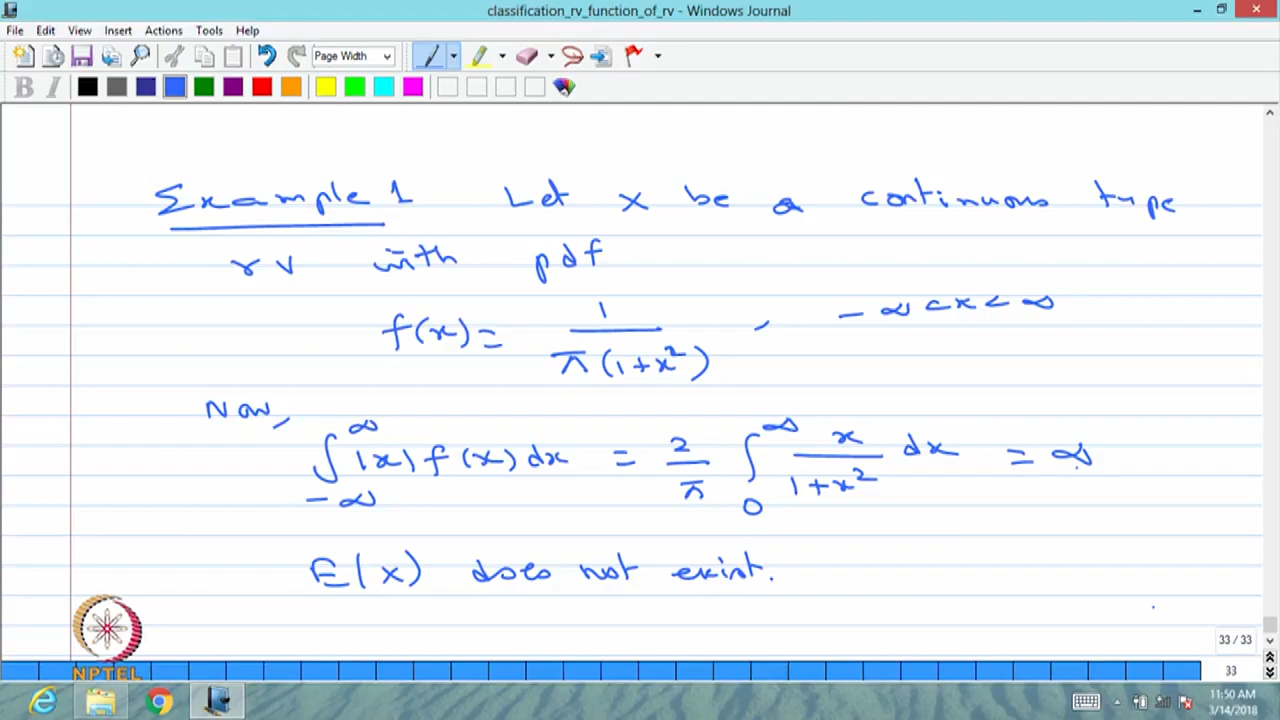 classification_rv_function_of_rv - Windows Journal
File Edit View Insert Actions Tools Help
Page Width
B I
Example 1 Let X be a continuous type
rv with pdf
f(x) = 1/(π(1+x²)), -∞ < x < ∞
Now,
∫_{-∞}^{∞} |x| f(x) dx = 2/π ∫_0^∞ x/(1+x²) dx = ∞
E(X) does not exist.
NPTEL
33 / 33
33
11:50 AM
3/14/2018